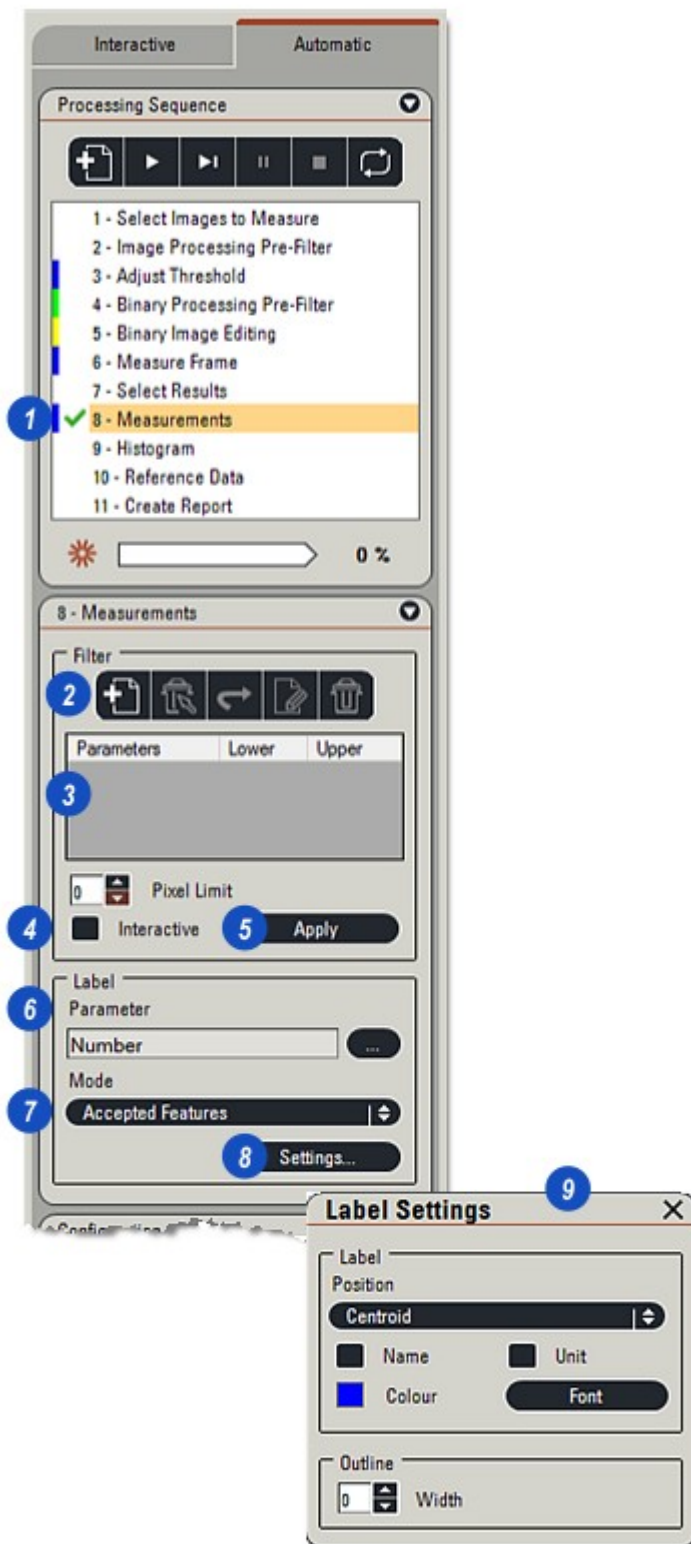 Interactive Automatic
Processing Sequence
1 - Select Images to Measure
2 - Image Processing Pre-Filter
3 - Adjust Threshold
4 - Binary Processing Pre-Filter
5 - Binary Image Editing
6 - Measure Frame
7 - Select Results
1 8 - Measurements
9 - Histogram
10 - Reference Data
11 - Create Report
0 %
8 - Measurements
Filter
2
Parameters Lower Upper
3
0 Pixel Limit
4 Interactive 5 Apply
Label
6 Parameter
Number ...
Mode
7 Accepted Features
8 Settings...
9
Label Settings
Label
Position
Centroid
Name Unit
Colour Font
Outline
0 Width